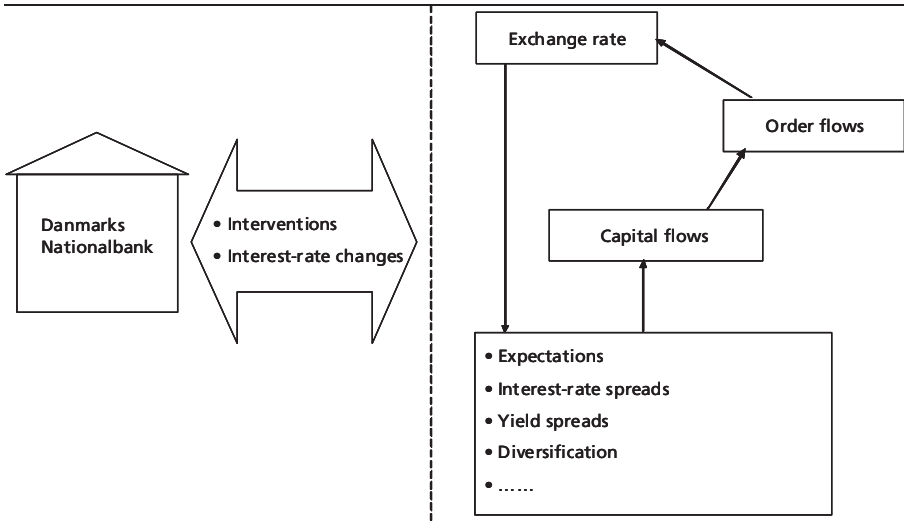 Exchange rate
Order flows
Capital flows
Danmarks
Nationalbank
• Interventions
• Interest-rate changes
• Expectations
• Interest-rate spreads
• Yield spreads
• Diversification
• ......